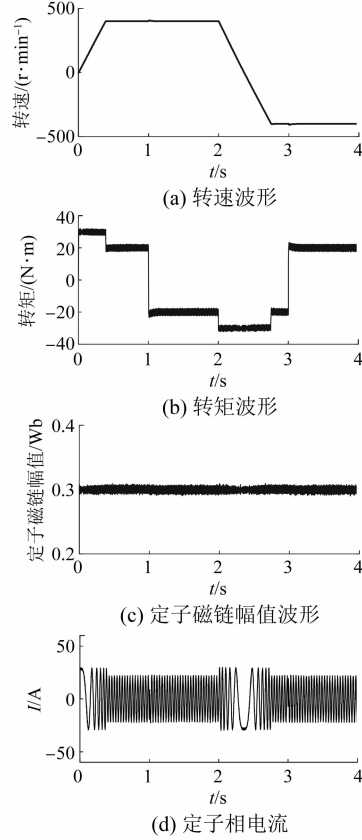 500
0
−500
转速/(r·min⁻¹)
0 1 2 3 4
t/s
(a) 转速波形
40
20
0
−20
−40
转矩/(N·m)
0 1 2 3 4
t/s
(b) 转矩波形
0.4
0.3
0.2
定子磁链幅值/Wb
0 1 2 3 4
t/s
(c) 定子磁链幅值波形
50
0
−50
I/A
0 1 2 3 4
t/s
(d) 定子相电流